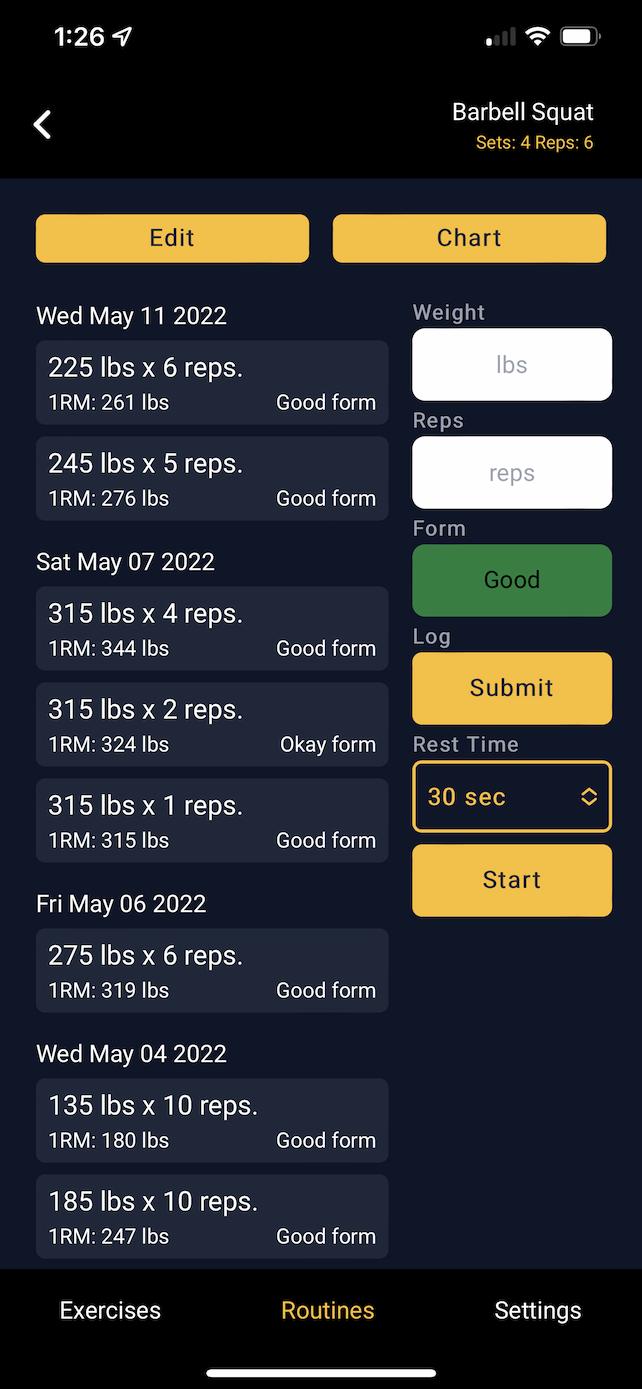 1:26
Barbell Squat
Sets: 4 Reps: 6
Edit
Chart
Wed May 11 2022
225 lbs x 6 reps.
1RM: 261 lbs Good form
245 lbs x 5 reps.
1RM: 276 lbs Good form
Sat May 07 2022
315 lbs x 4 reps.
1RM: 344 lbs Good form
315 lbs x 2 reps.
1RM: 324 lbs Okay form
315 lbs x 1 reps.
1RM: 315 lbs Good form
Fri May 06 2022
275 lbs x 6 reps.
1RM: 319 lbs Good form
Wed May 04 2022
135 lbs x 10 reps.
1RM: 180 lbs Good form
185 lbs x 10 reps.
1RM: 247 lbs Good form
Weight
lbs
Reps
reps
Form
Good
Log
Submit
Rest Time
30 sec
Start
Exercises
Routines
Settings